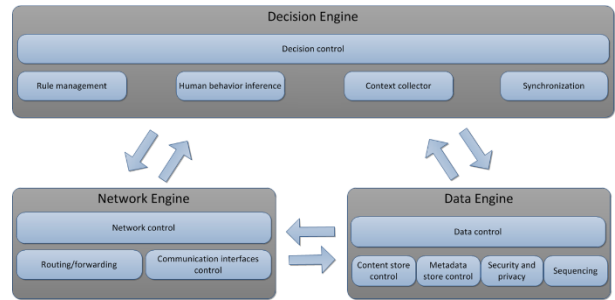 Decision Engine
Decision control
Rule management
Human behavior inference
Context collector
Synchronization
Network Engine
Network control
Routing/forwarding
Communication interfaces
control
Data Engine
Data control
Content store
control
Metadata
store control
Security and
privacy
Sequencing